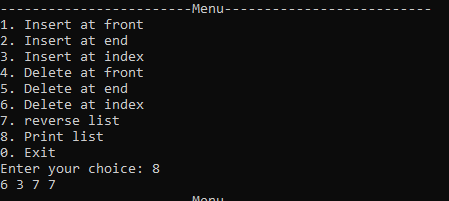 ------------------------Menu--------------------------
1. Insert at front
2. Insert at end
3. Insert at index
4. Delete at front
5. Delete at end
6. Delete at index
7. reverse list
8. Print list
0. Exit
Enter your choice: 8
6 3 7 7
Menu